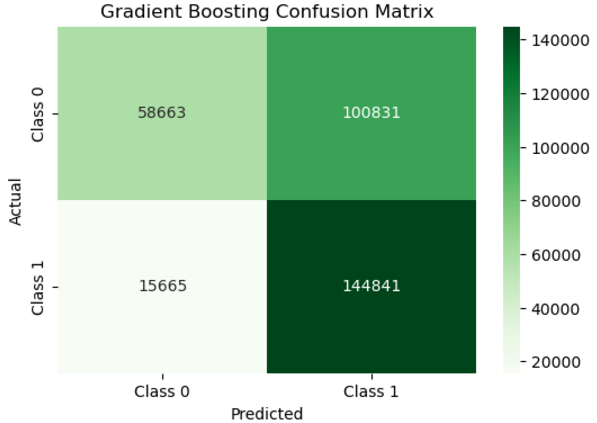 Gradient Boosting Confusion Matrix
Actual
Class 0
58663 100831
Class 1
15665 144841
Class 0 Class 1
Predicted
140000
120000
100000
80000
60000
40000
20000